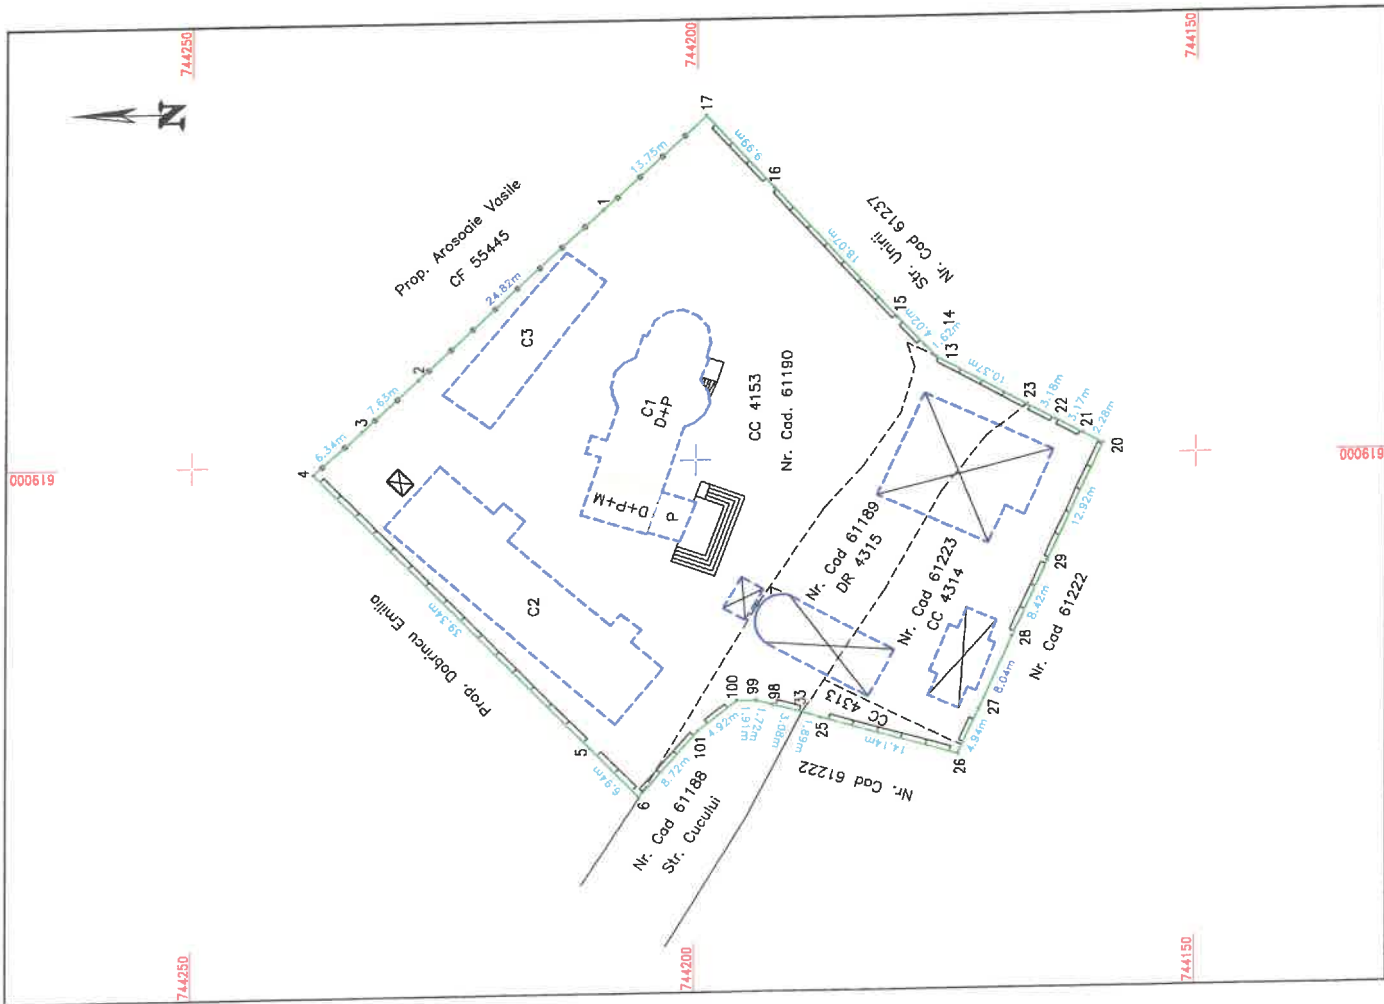 744250
744200
744150
N
17
9.99m
16
13.75m
1
Prop. Arosoaie Vasile
CF 55445
24.82m
2
C3
18.07m
Str. Unirii
Nr. Cad 61237
15
4.02m
14
.62m
13
7.63m
3
6.34m
4
C1
D+P
CC 4153
Nr. Cad. 61190
10.37m
23
3.18m
22
3.17m
21
2.28m
20
619000
619000
D+P+M
P
12.92m
Nr. Cad 61189
DR 4315
29
8.42m
Nr. Cad 61223
CC 4314
Nr. Cad 61222
28
8.04m
39.34m
Prop. Dobrincu Emilia
C2
27
4.94m
100
99
98
33
CC 4313
25
26
14.14m
1.89m
3.08m
1.72m
1.91m
4.92m
101
8.72m
5
6.94m
6
Nr. Cad 61188
Str. Cucului
Nr. Cad 61222
744250
744200
744150